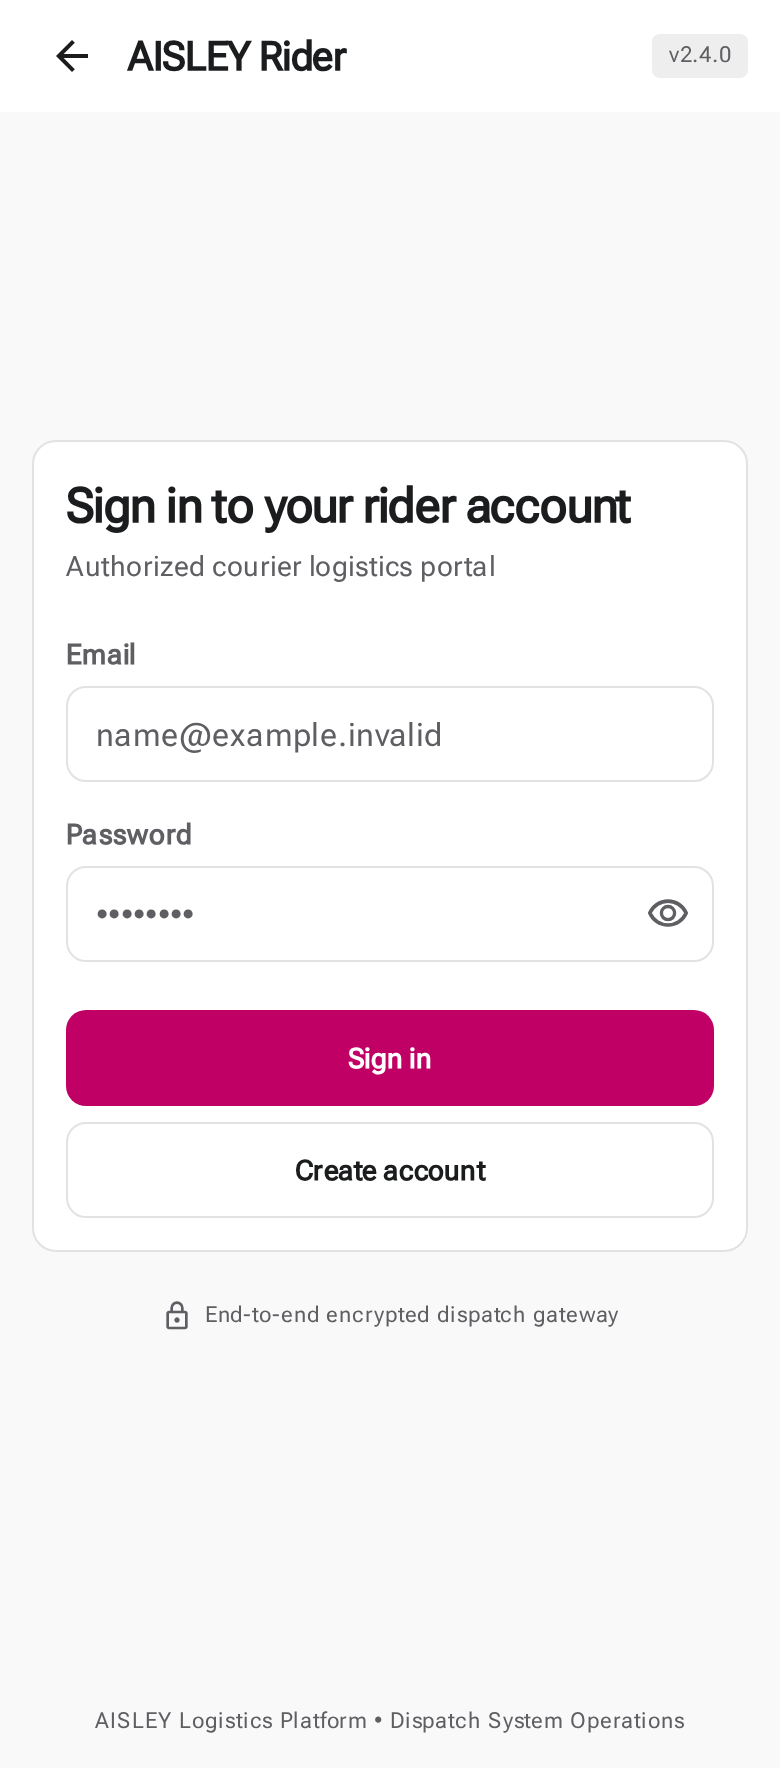 AISLEY Rider
v2.4.0
Sign in to your rider account
Authorized courier logistics portal
Email
name@example.invalid
Password
••••••••
Sign in
Create account
End-to-end encrypted dispatch gateway
AISLEY Logistics Platform • Dispatch System Operations